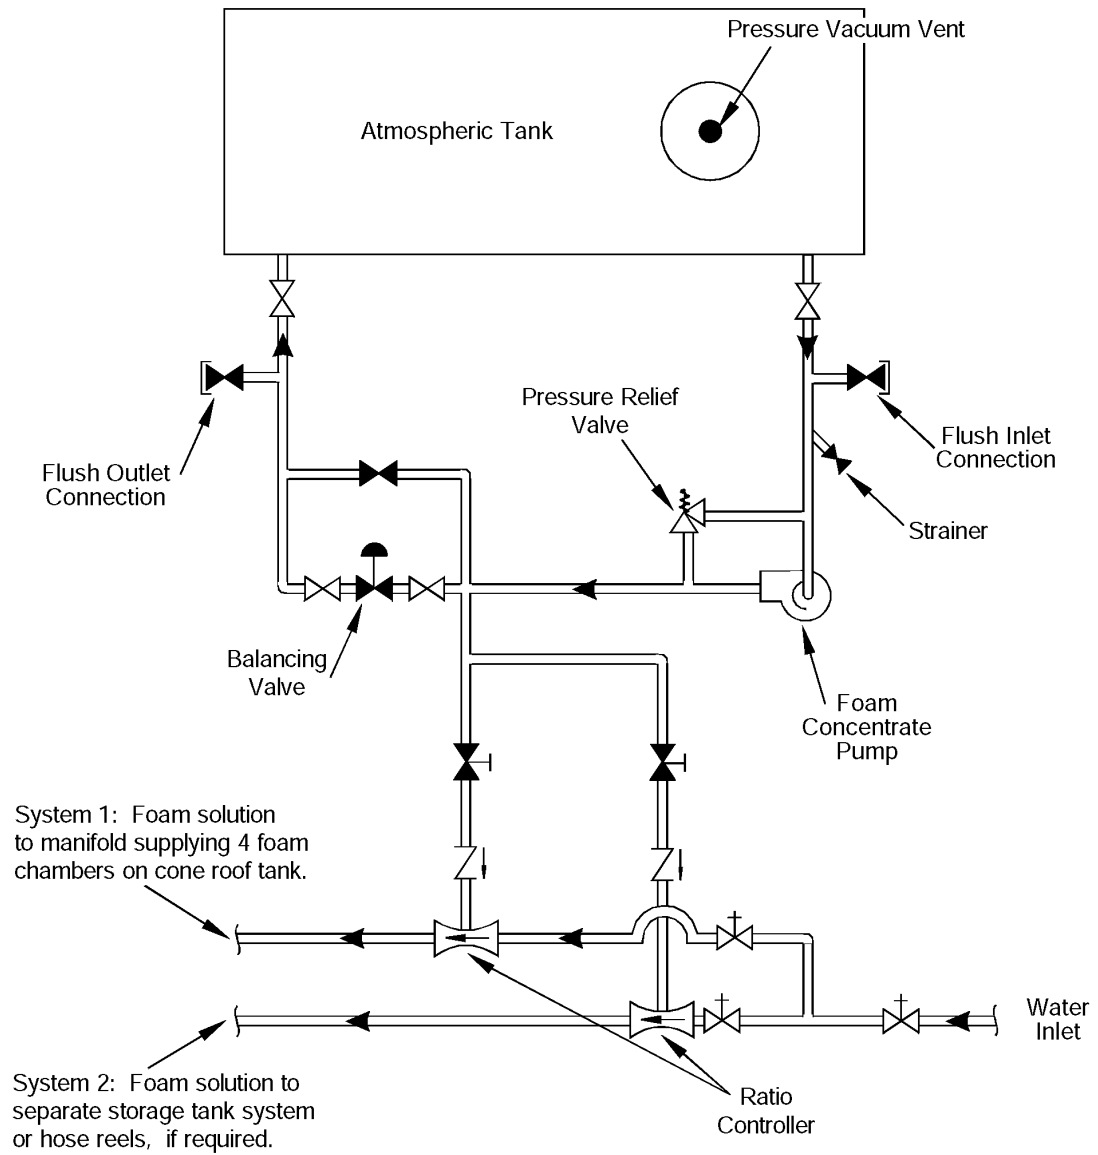 Pressure Vacuum Vent
Atmospheric Tank
Pressure Relief
Valve
Flush Inlet
Connection
Flush Outlet
Connection
Strainer
Balancing
Valve
Foam
Concentrate
Pump
System 1: Foam solution
to manifold supplying 4 foam
chambers on cone roof tank.
Water
Inlet
System 2: Foam solution to
separate storage tank system
or hose reels, if required.
Ratio
Controller